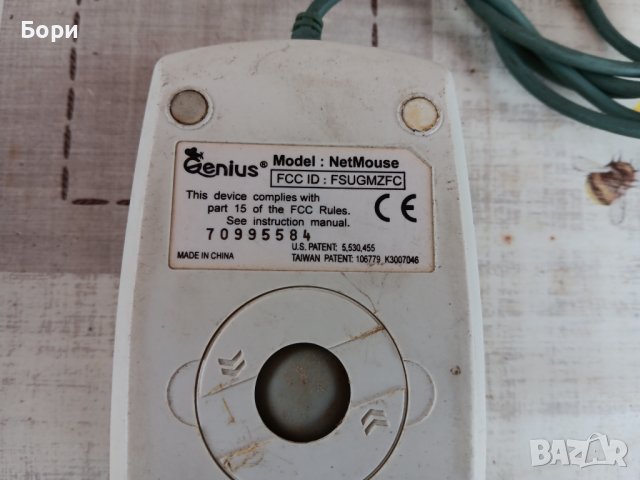 Бори
Genius® Model : NetMouse
FCC ID : FSUGMZFC
This device complies with
part 15 of the FCC Rules.
See instruction manual.
CE
70995584
U.S. PATENT: 5,530,455
MADE IN CHINA TAIWAN PATENT: 106779_K3007046
bazar